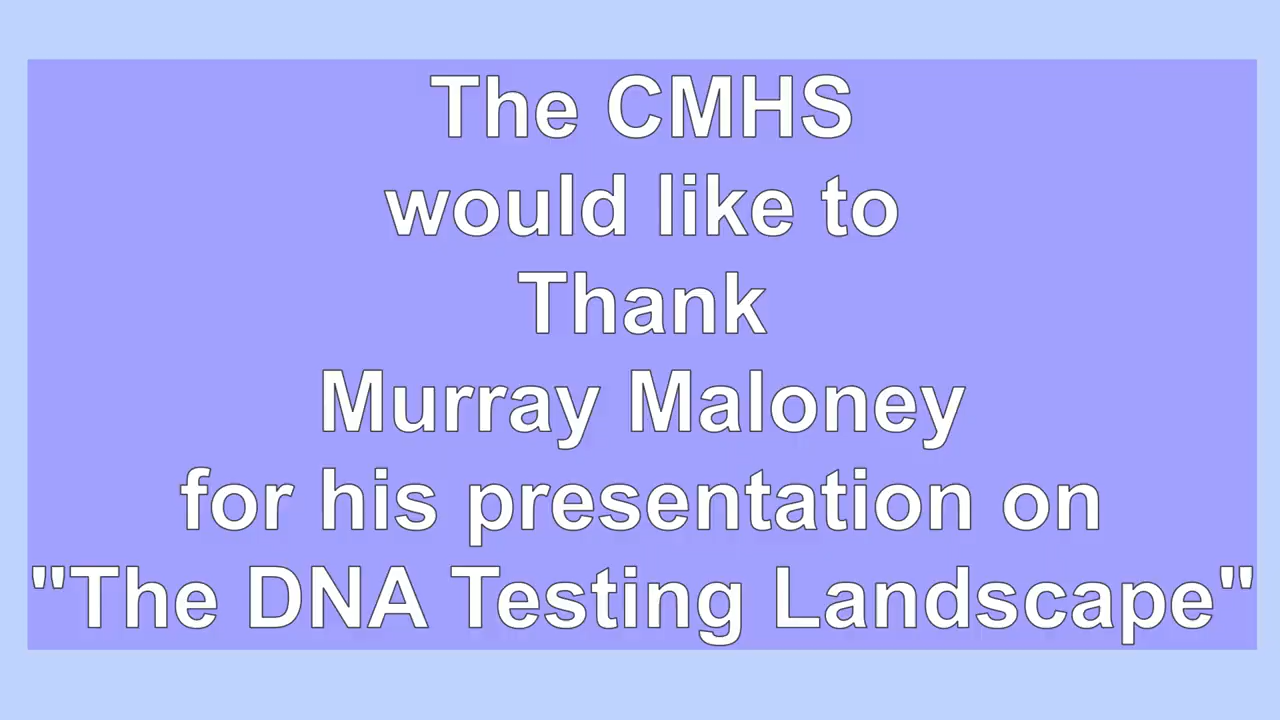 The CMHS
would like to
Thank
Murray Maloney
for his presentation on
"The DNA Testing Landscape"